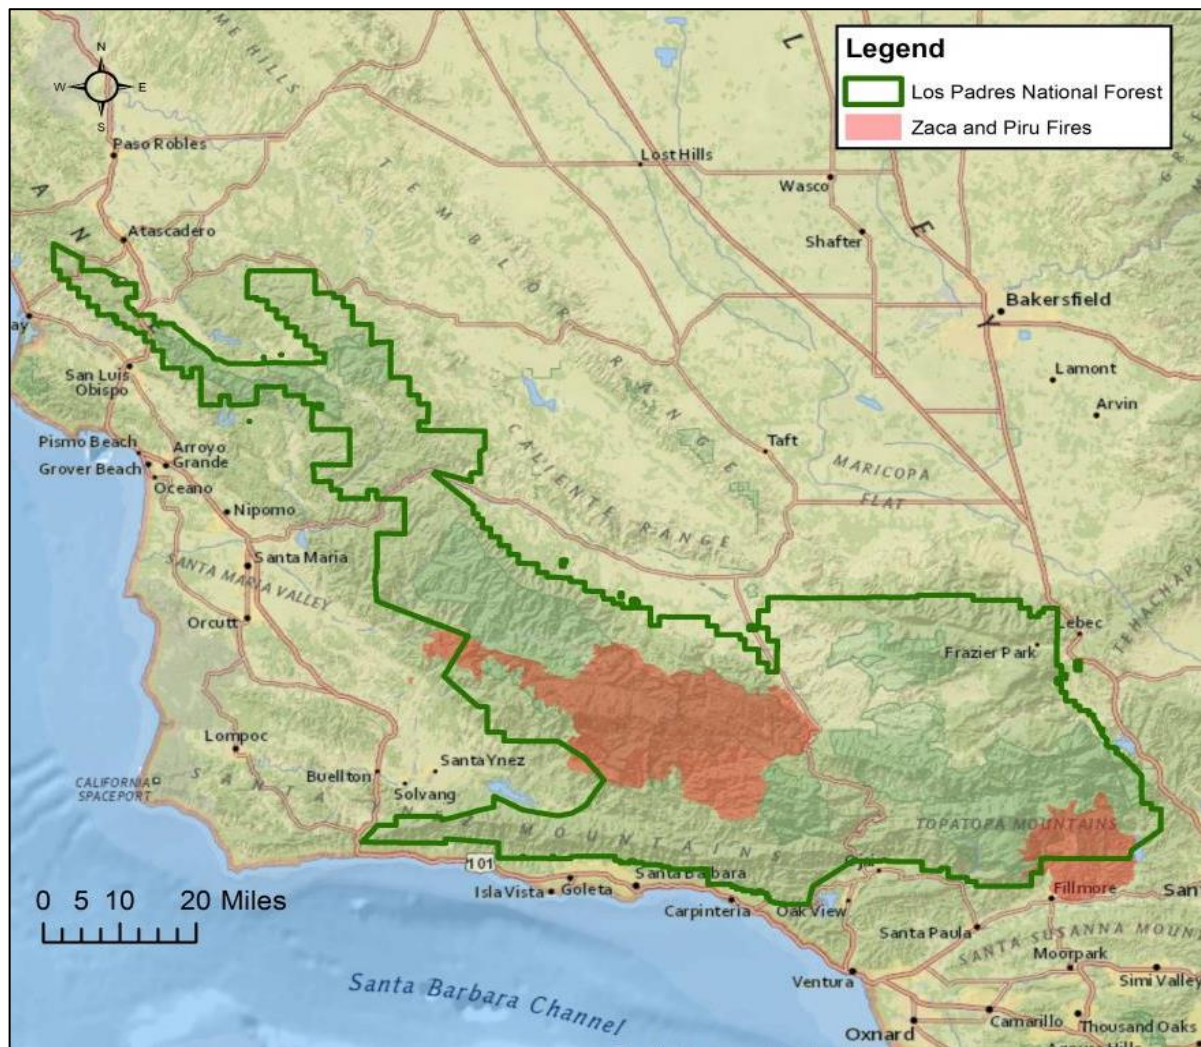 Legend
Los Padres National Forest
Zaca and Piru Fires
N
W
E
S
Paso Robles
TEMBLOR
RANGE
Lost Hills
Wasco
Shafter
Atascadero
Bakersfield
Lamont
Arvin
San Luis
Obispo
Pismo Beach
Grover Beach
Arroyo
Grande
Oceano
Nipomo
Taft
CALIENTE RANGE
MARICOPA
FLAT
Santa Maria
SANTA MARIA VALLEY
Orcutt
Lebec
Frazier Park
Lompoc
CALIFORNIA
SPACEPORT
Buellton
Solvang
Santa Ynez
MOUNTAINS
TOPATOPA MOUNTAINS
101
Isla Vista
Goleta
Santa Barbara
Carpinteria
Oak View
Fillmore
Santa Paula
Moorpark
Simi Valley
Ventura
Camarillo
Thousand Oaks
Oxnard
0 5 10 20 Miles
Santa Barbara Channel